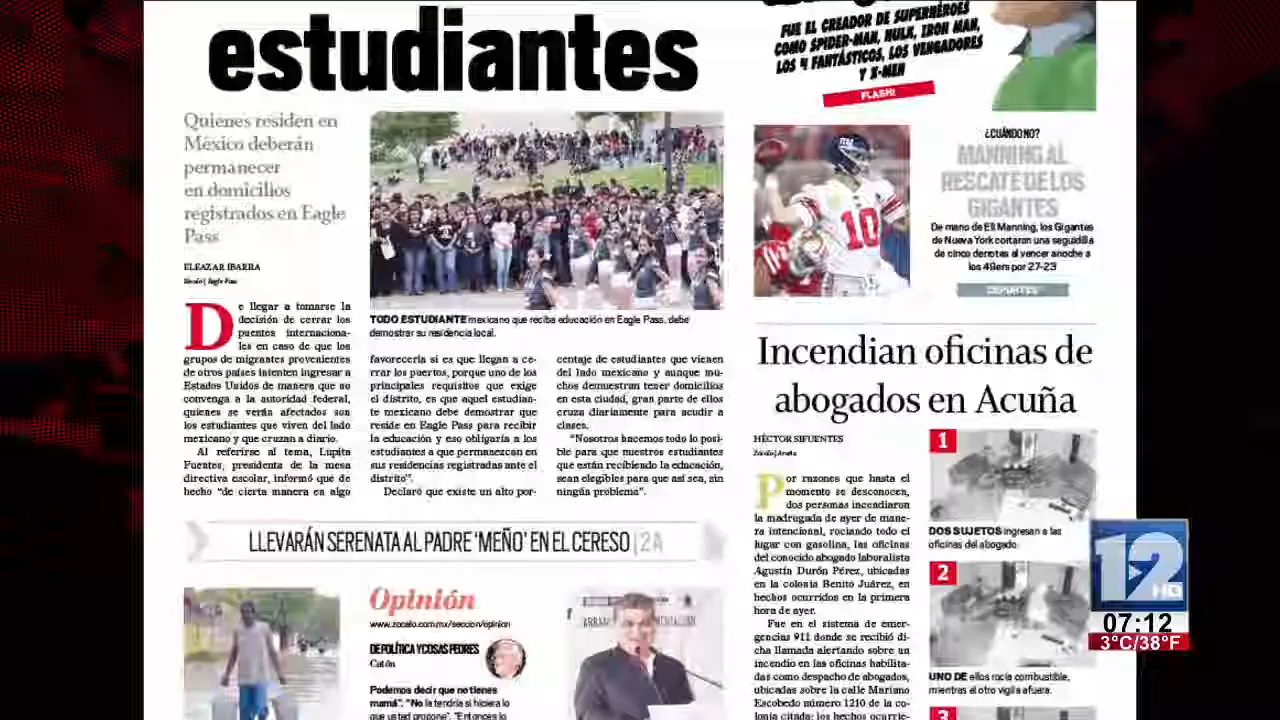 estudiantes
Quienes residen en
México deberán
permanecer
en domicilios
registrados en Eagle
Pass
ELEAZAR IBARRA
Zócalo | Eagle Pass
De llegar a tomarse la
decisión de cerrar los
puentes internaciona-
les en caso de que los
grupos de migrantes provenientes
de otros países intenten ingresar a
Estados Unidos de manera que no
convenga a la autoridad federal,
quienes se verán afectados son
los estudiantes que viven del lado
mexicano y que cruzan a diario.
Al referirse al tema, Lupita
Fuentes, presidenta de la mesa
directiva escolar, informó que de
hecho "de cierta manera en algo
TODO ESTUDIANTE mexicano que reciba educación en Eagle Pass, debe
demostrar su residencia local.
favorecería si es que llegan a ce-
rrar los puertos, porque uno de los
principales requisitos que exige
el distrito, es que aquel estudian-
te mexicano debe demostrar que
reside en Eagle Pass para recibir
la educación y eso obligaría a los
estudiantes a que permanezcan en
sus residencias registradas ante el
distrito".
Declaró que existe un alto por-
centaje de estudiantes que vienen
del lado mexicano y aunque mu-
chos demuestran tener domicilios
en esta ciudad, gran parte de ellos
cruza diariamente para acudir a
clases.
"Nosotros hacemos todo lo posi-
ble para que nuestros estudiantes
que están recibiendo la educación,
sean elegibles para que así sea, sin
ningún problema".
LLEVARÁN SERENATA AL PADRE 'MEÑO' EN EL CERESO | 2A
Opinión
www.zocalo.com.mx/seccion/opinion
DE POLÍTICA Y COSAS PEORES
Catón
Podemos decir que no tienes
mamá". "No la tendría si hiciera lo
que usted propone". "Entonces lo
FUE EL CREADOR DE SUPERHÉROES
COMO SPIDER-MAN, HULK, IRON MAN,
LOS 4 FANTÁSTICOS, LOS VENGADORES
Y X-MEN
FLASH!
10
¿CUÁNDO NO?
MANNING AL
RESCATE DE LOS
GIGANTES
De mano de Eli Manning, los Gigantes
de Nueva York cortaron una seguidilla
de cinco derrotas al vencer anoche a
los 49ers por 27-23
DEPORTES
Incendian oficinas de
abogados en Acuña
HÉCTOR SIFUENTES
Zócalo | Acuña
Por razones que hasta el
momento se desconocen,
dos personas incendiaron
la madrugada de ayer de mane-
ra intencional, rociando todo el
lugar con gasolina, las oficinas
del conocido abogado laboralista
Agustín Durón Pérez, ubicadas
en la colonia Benito Juárez, en
hechos ocurridos en la primera
hora de ayer.
Fue en el sistema de emer-
gencias 911 donde se recibió di-
cha llamada alertando sobre un
incendio en las oficinas habilita-
das como despacho de abogados,
ubicadas sobre la calle Mariano
Escobedo número 1210 de la co-
lonia citada; los hechos ocurrie-
1
DOS SUJETOS ingresan a las
oficinas del abogado.
2
UNO DE ellos rocía combustible,
mientras el otro vigila afuera.
3
12
HD
07:12
3°C/38°F